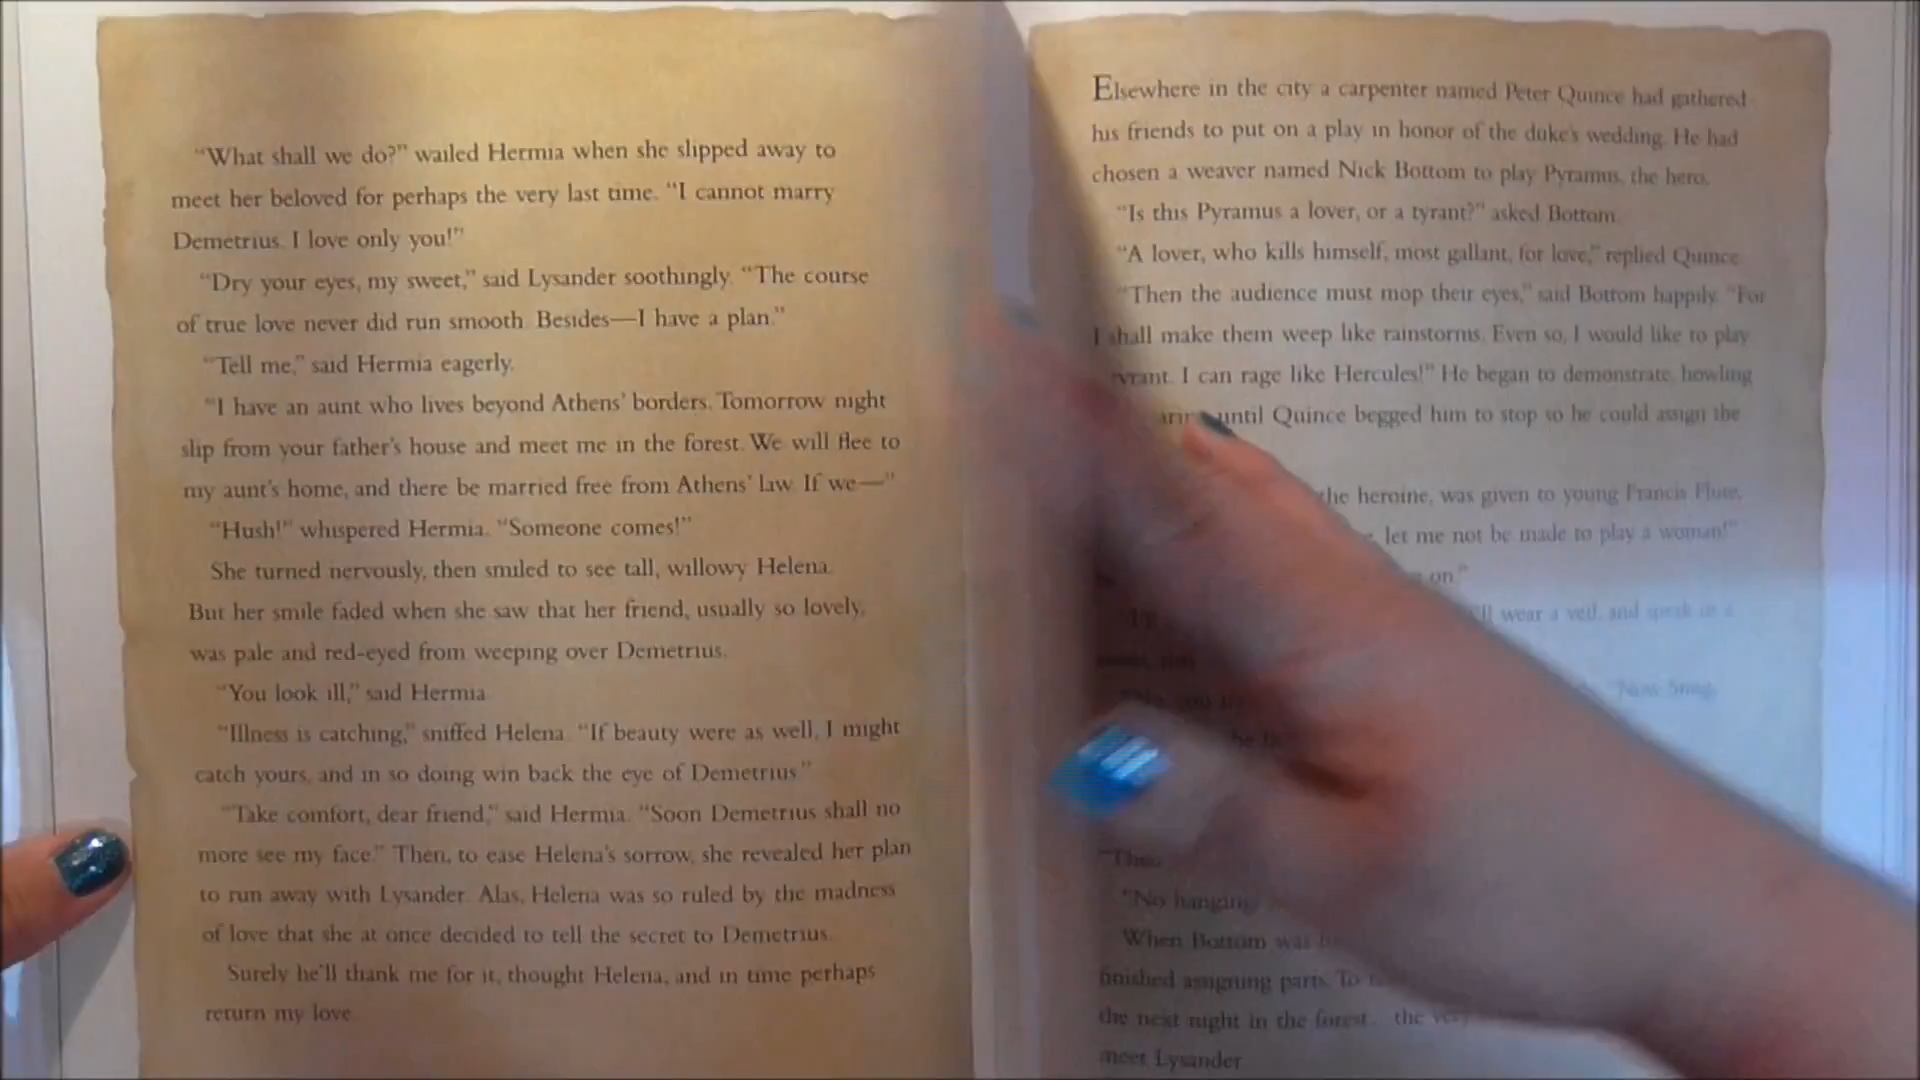 “What shall we do?” wailed Hermia when she slipped away to
meet her beloved for perhaps the very last time. “I cannot marry
Demetrius. I love only you!”
“Dry your eyes, my sweet,” said Lysander soothingly. “The course
of true love never did run smooth. Besides—I have a plan.”
“Tell me,” said Hermia eagerly.
“I have an aunt who lives beyond Athens’ borders. Tomorrow night
slip from your father’s house and meet me in the forest. We will flee to
my aunt’s home, and there be married free from Athens’ law. If we—”
“Hush!” whispered Hermia. “Someone comes!”
She turned nervously, then smiled to see tall, willowy Helena.
But her smile faded when she saw that her friend, usually so lovely,
was pale and red-eyed from weeping over Demetrius.
“You look ill,” said Hermia.
“Illness is catching,” sniffed Helena. “If beauty were as well, I might
catch yours, and in so doing win back the eye of Demetrius.”
“Take comfort, dear friend,” said Hermia. “Soon Demetrius shall no
more see my face.” Then, to ease Helena’s sorrow, she revealed her plan
to run away with Lysander. Alas, Helena was so ruled by the madness
of love that she at once decided to tell the secret to Demetrius.
Surely he’ll thank me for it, thought Helena, and in time perhaps
return my love.
Elsewhere in the city a carpenter named Peter Quince had gathered
his friends to put on a play in honor of the duke’s wedding. He had
chosen a weaver named Nick Bottom to play Pyramus, the hero.
“Is this Pyramus a lover, or a tyrant?” asked Bottom.
“A lover, who kills himself, most gallant, for love,” replied Quince.
“Then the audience must mop their eyes,” said Bottom happily. “For
I shall make them weep like rainstorms. Even so, I would like to play
tyrant. I can rage like Hercules!” He began to demonstrate, howling
until Quince begged him to stop so he could assign the
the heroine, was given to young Francis Flute.
let me not be made to play a woman!”
on.”
wear a veil, and speak in a
“Now Snug,
be
“Then
“No hanging
When Bottom was
finished assigning parts. To
the next night in the forest the very
meet Lysander